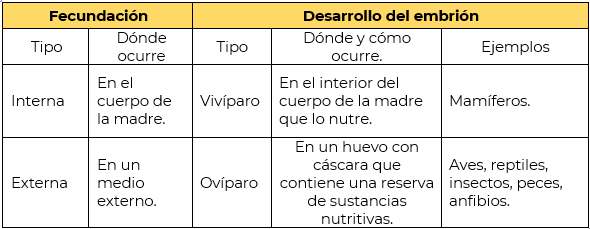 Fecundación
Desarrollo del embrión
Tipo
Dónde
ocurre
Tipo
Dónde y cómo
ocurre.
Ejemplos
Interna
En el
cuerpo de
la madre.
Vivíparo
En el interior del
cuerpo de la madre
que lo nutre.
Mamíferos.
Externa
En un
medio
externo.
Ovíparo
En un huevo con
cáscara que
contiene una reserva
de sustancias
nutritivas.
Aves, reptiles,
insectos, peces,
anfibios.